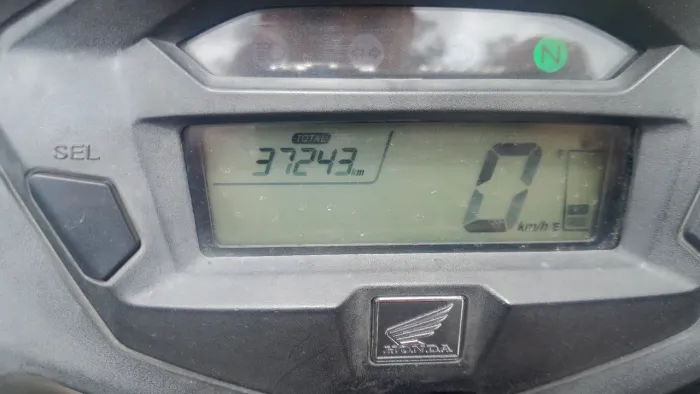 N
SEL
TOTAL
37243 km
0
km/h E
HONDA